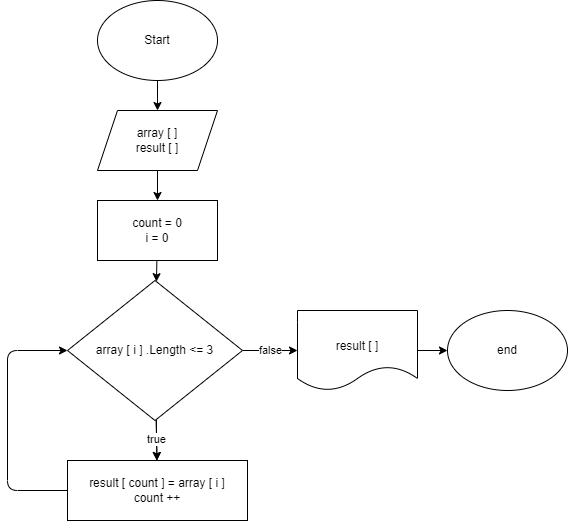 Start
array [ ]
result [ ]
count = 0
i = 0
array [ i ] .Length <= 3
false
result [ ]
end
true
result [ count ] = array [ i ]
count ++